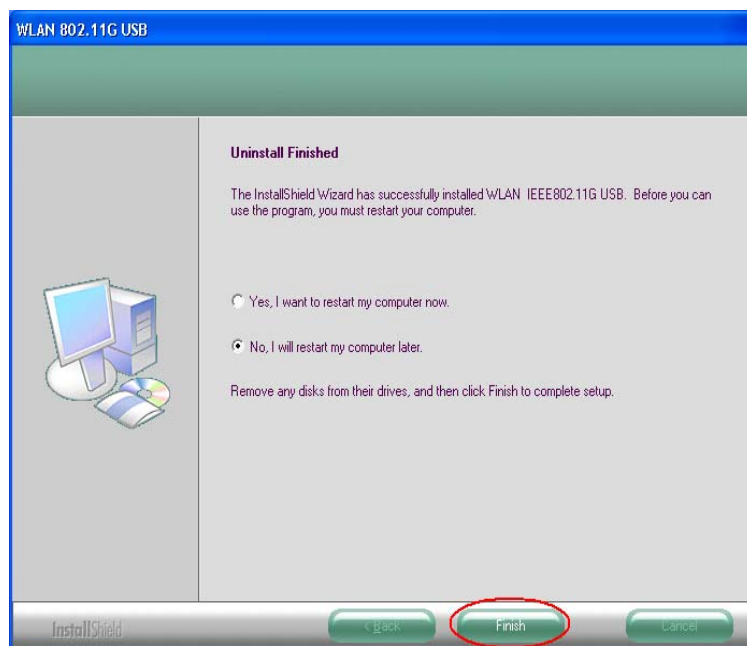 WLAN 802.11G USB
Uninstall Finished
The InstallShield Wizard has successfully installed WLAN IEEE802.11G USB. Before you can
use the program, you must restart your computer.
Yes, I want to restart my computer now.
No, I will restart my computer later.
Remove any disks from their drives, and then click Finish to complete setup.
InstallShield
< Back
Finish
Cancel